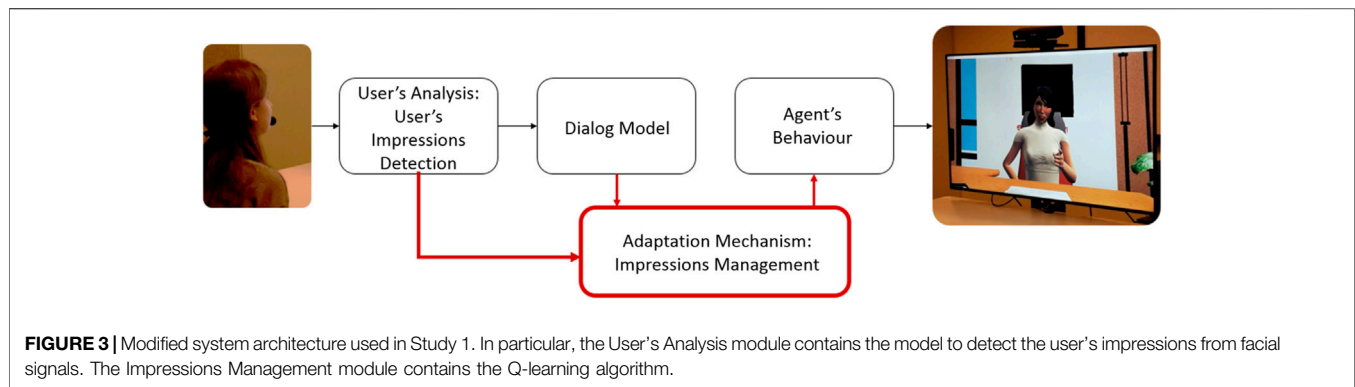 User's Analysis:
User's
Impressions
Detection
Dialog Model
Agent's
Behaviour
Adaptation Mechanism:
Impressions Management
FIGURE 3 | Modified system architecture used in Study 1. In particular, the User's Analysis module contains the model to detect the user's impressions from facial
signals. The Impressions Management module contains the Q-learning algorithm.